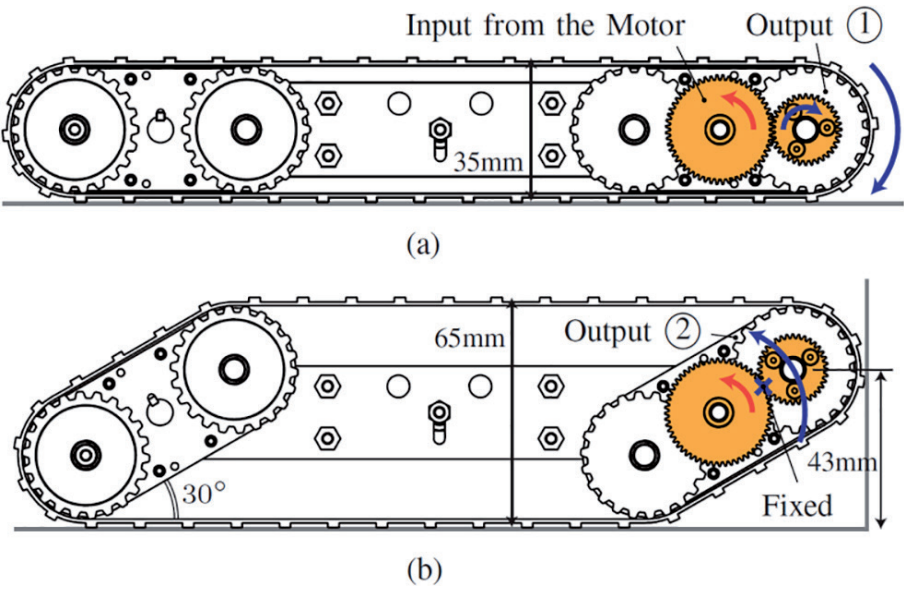 Input from the Motor Output ①
35mm
(a)
65mm Output ②
43mm
30°
Fixed
(b)